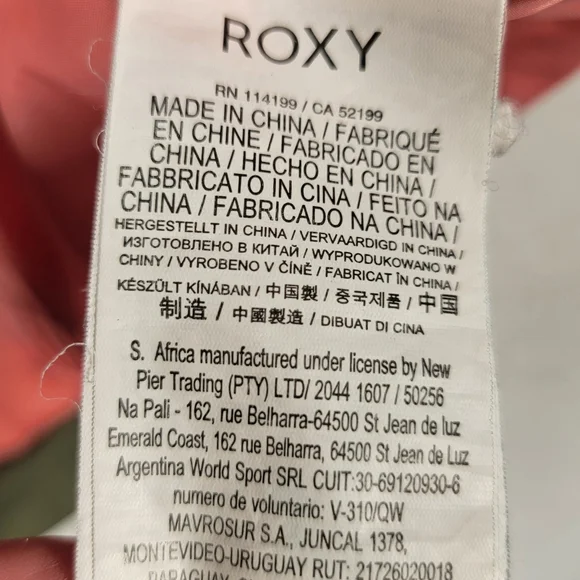 ROXY
RN 114199 / CA 52199
MADE IN CHINA / FABRIQUÉ
EN CHINE / FABRICADO EN
CHINA / HECHO EN CHINA /
FABBRICATO IN CINA / FEITO NA
CHINA / FABRICADO NA CHINA /
HERGESTELLT IN CHINA / VERVAARDIGD IN CHINA /
ИЗГОТОВЛЕНО В КИТАЙ / WYPRODUKOWANO W
CHINY / VYROBENO V ČÍNĚ / FABRICAT ÎN CHINA /
KÉSZÜLT KÍNÁBAN / 中国製 / 중국제품 / 中国
制造 / 中國製造 / DIBUAT DI CINA
S. Africa manufactured under license by New
Pier Trading (PTY) LTD/ 2044 1607 / 50256
Na Pali - 162, rue Belharra-64500 St Jean de luz
Emerald Coast, 162 rue Belharra, 64500 St Jean de Luz
Argentina World Sport SRL CUIT:30-69120930-6
numero de voluntario: V-310/QW
MAVROSUR S.A., JUNCAL 1378,
MONTEVIDEO-URUGUAY RUT: 21726020018